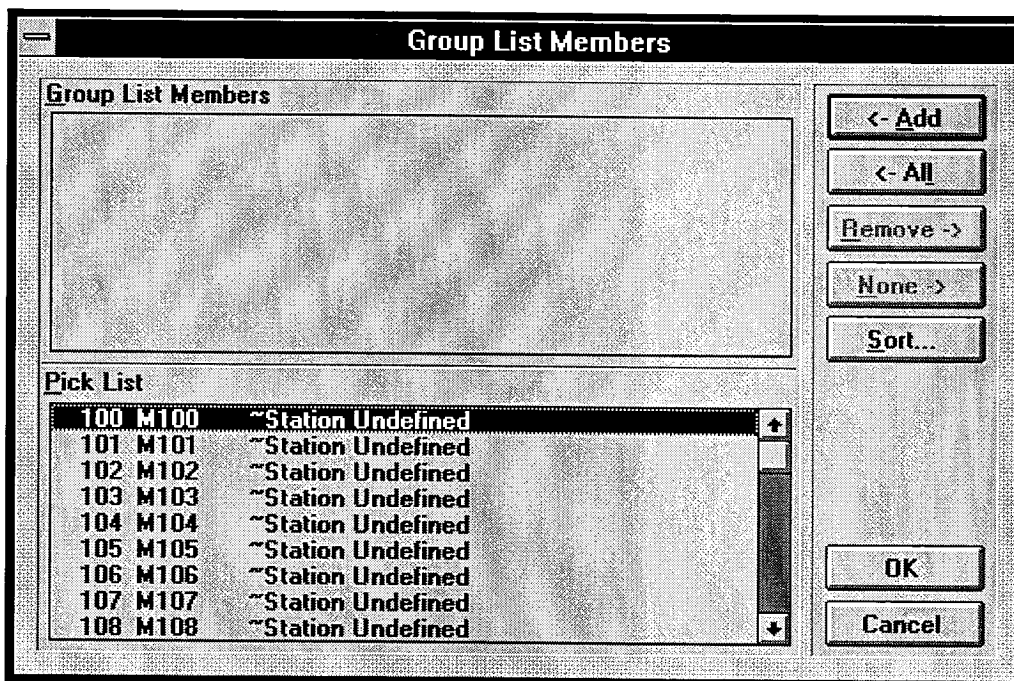 Group List Members
Group List Members
<- Add
<- All
Remove ->
None ->
Sort...
Pick List
100 M100 ~Station Undefined
101 M101 ~Station Undefined
102 M102 ~Station Undefined
103 M103 ~Station Undefined
104 M104 ~Station Undefined
105 M105 ~Station Undefined
106 M106 ~Station Undefined
107 M107 ~Station Undefined
108 M108 ~Station Undefined
OK
Cancel